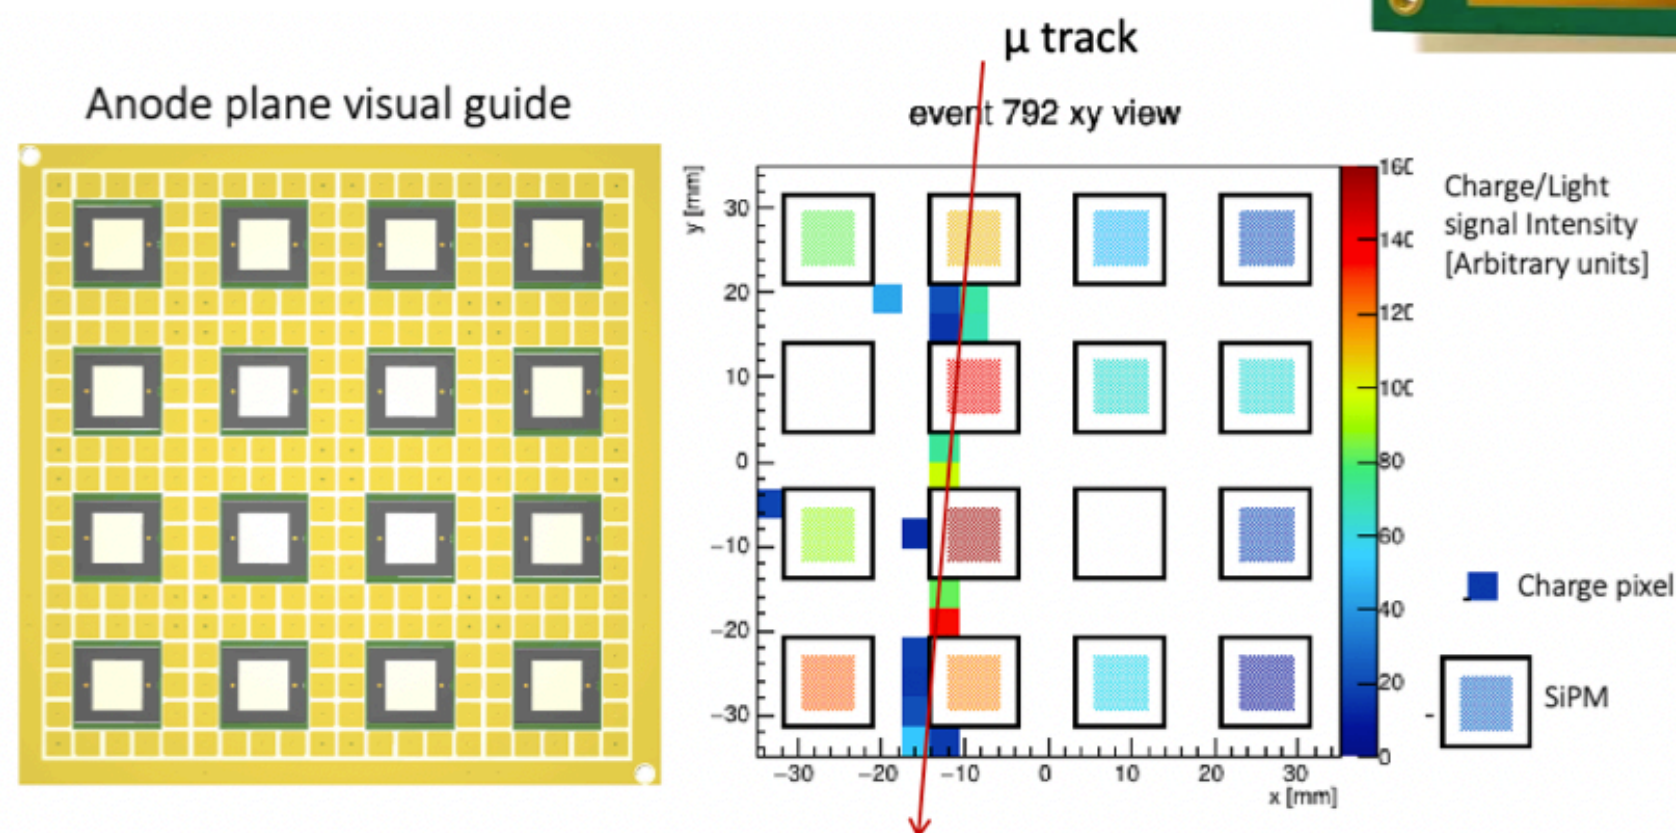 μ track
Anode plane visual guide
event 792 xy view
y [mm]
30
20
10
0
−10
−20
−30
−30
−20
−10
0
10
20
30
x [mm]
160
140
120
100
80
60
40
20
0
Charge/Light
signal Intensity
[Arbitrary units]
Charge pixel
SiPM